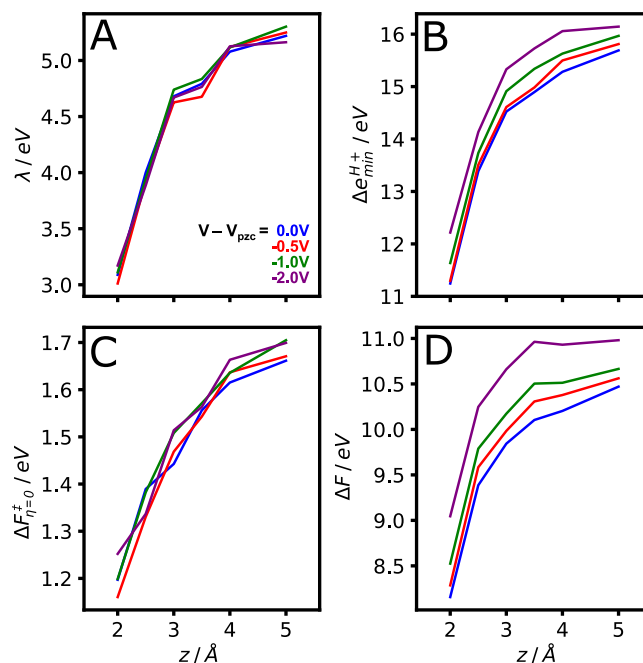 A
λ / eV
5.0
4.5
4.0
3.5
3.0
V − V_pzc = 0.0V
-0.5V
-1.0V
-2.0V
B
Δe_min^H+ / eV
16
15
14
13
12
11
C
ΔF_η=0^‡ / eV
1.7
1.6
1.5
1.4
1.3
1.2
2 3 4 5
z / Å
D
ΔF / eV
11.0
10.5
10.0
9.5
9.0
8.5
2 3 4 5
z / Å